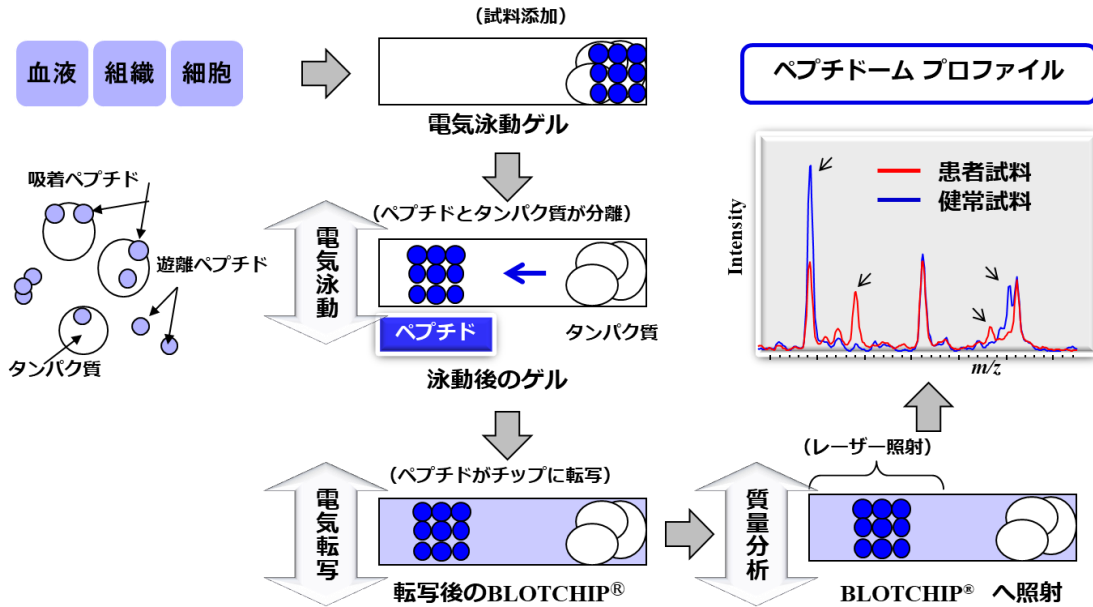 血液 組織 細胞
(試料添加)
電気泳動ゲル
吸着ペプチド
遊離ペプチド
タンパク質
電気泳動
(ペプチドとタンパク質が分離)
ペプチド
タンパク質
泳動後のゲル
電気転写
(ペプチドがチップに転写)
転写後のBLOTCHIP®
質量分析
(レーザー照射)
BLOTCHIP® へ照射
ペプチドーム プロファイル
患者試料
健常試料
Intensity
m/z